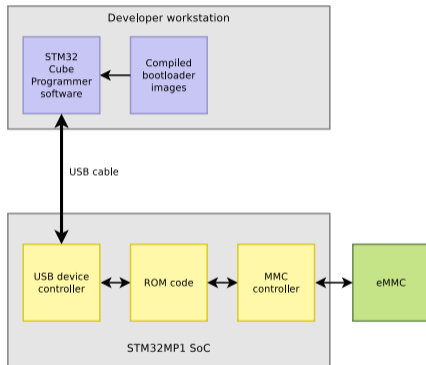 Developer workstation
STM32
Cube
Programmer
software
Compiled
bootloader
images
USB cable
USB device
controller
ROM code
MMC
controller
eMMC
STM32MP1 SoC